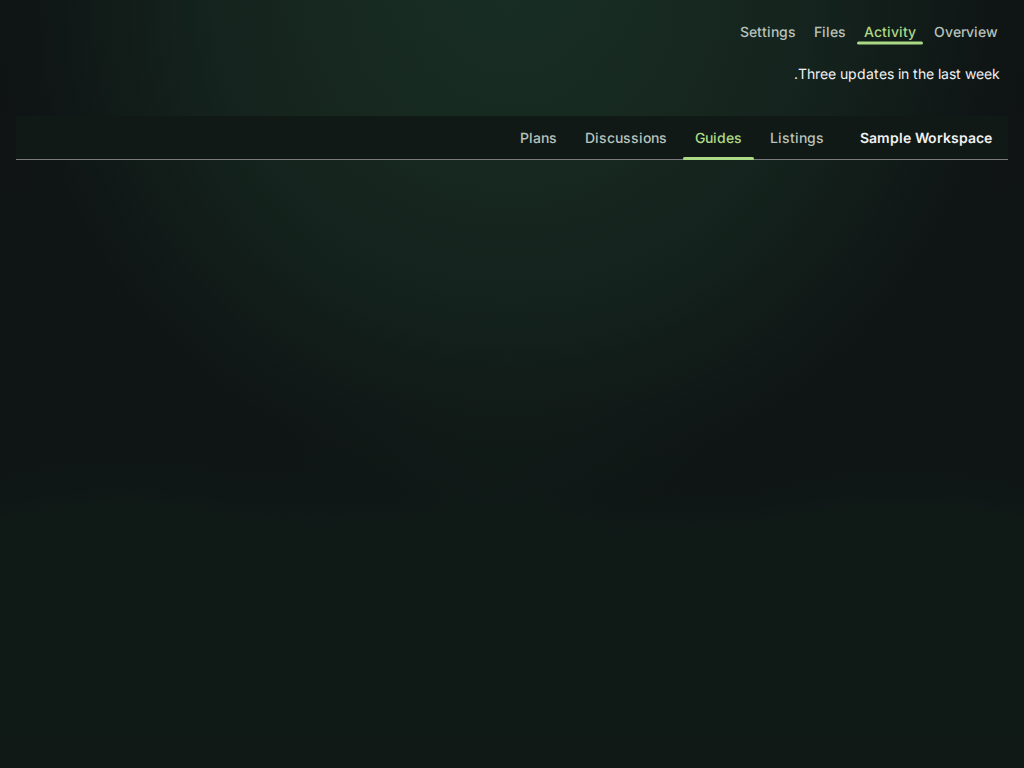 Overview Activity Files Settings
Three updates in the last week.
Sample Workspace Listings Guides Discussions Plans